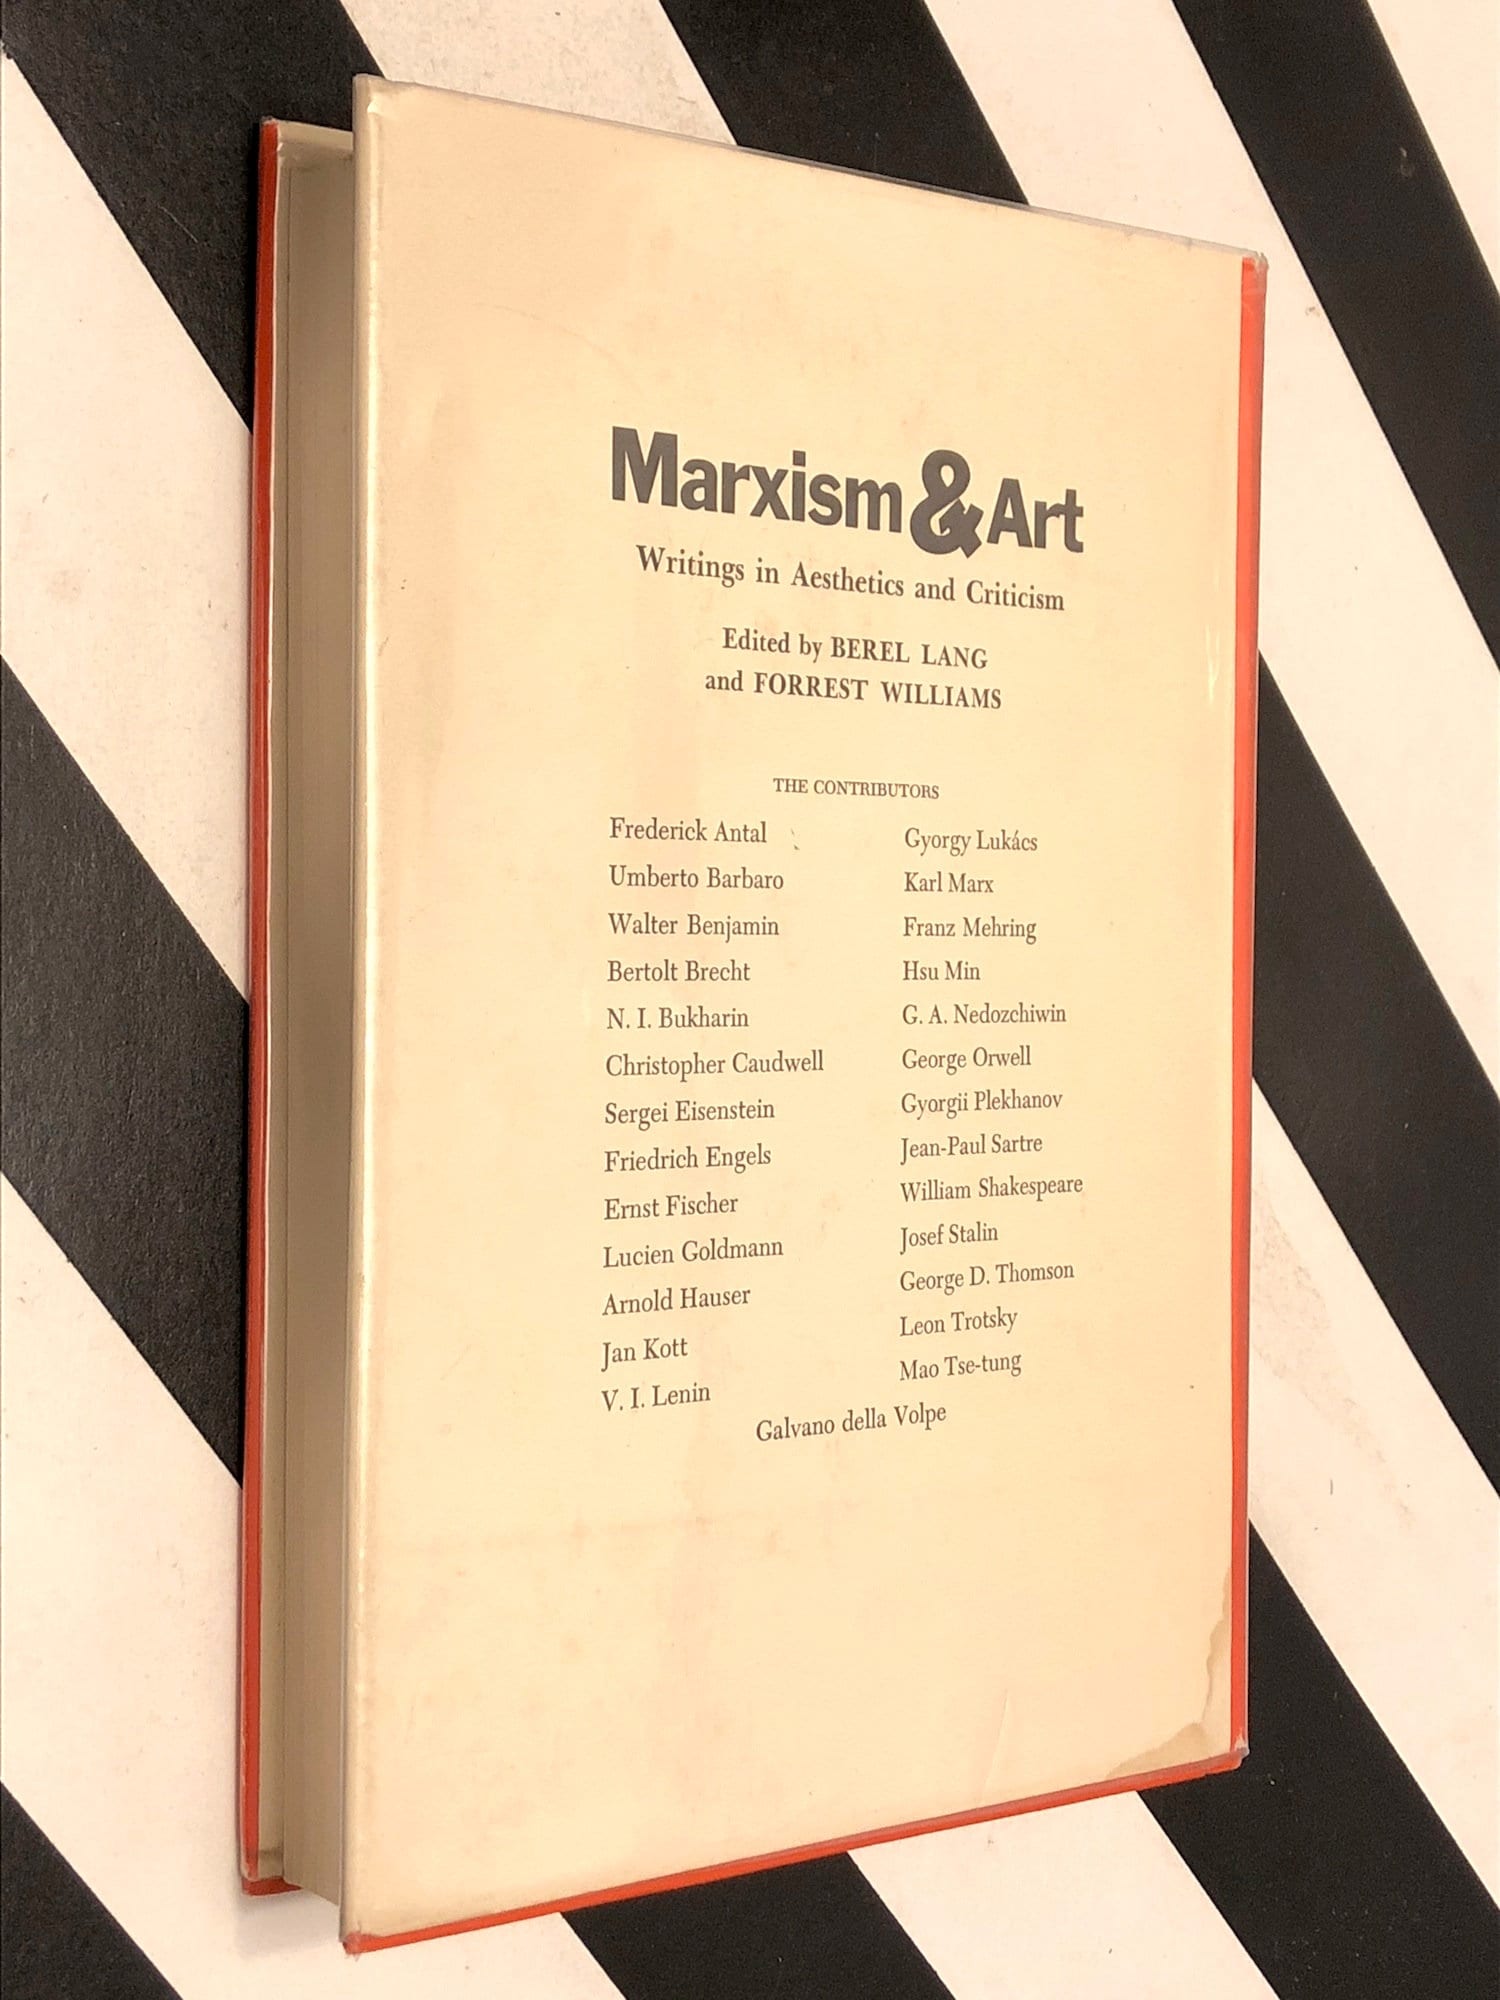 Marxism & Art
Writings in Aesthetics and Criticism
Edited by BEREL LANG
and FORREST WILLIAMS
THE CONTRIBUTORS
Frederick Antal
Umberto Barbaro
Walter Benjamin
Bertolt Brecht
N. I. Bukharin
Christopher Caudwell
Sergei Eisenstein
Friedrich Engels
Ernst Fischer
Lucien Goldmann
Arnold Hauser
Jan Kott
V. I. Lenin
Gyorgy Lukács
Karl Marx
Franz Mehring
Hsu Min
G. A. Nedozchiwin
George Orwell
Gyorgii Plekhanov
Jean-Paul Sartre
William Shakespeare
Josef Stalin
George D. Thomson
Leon Trotsky
Mao Tse-tung
Galvano della Volpe